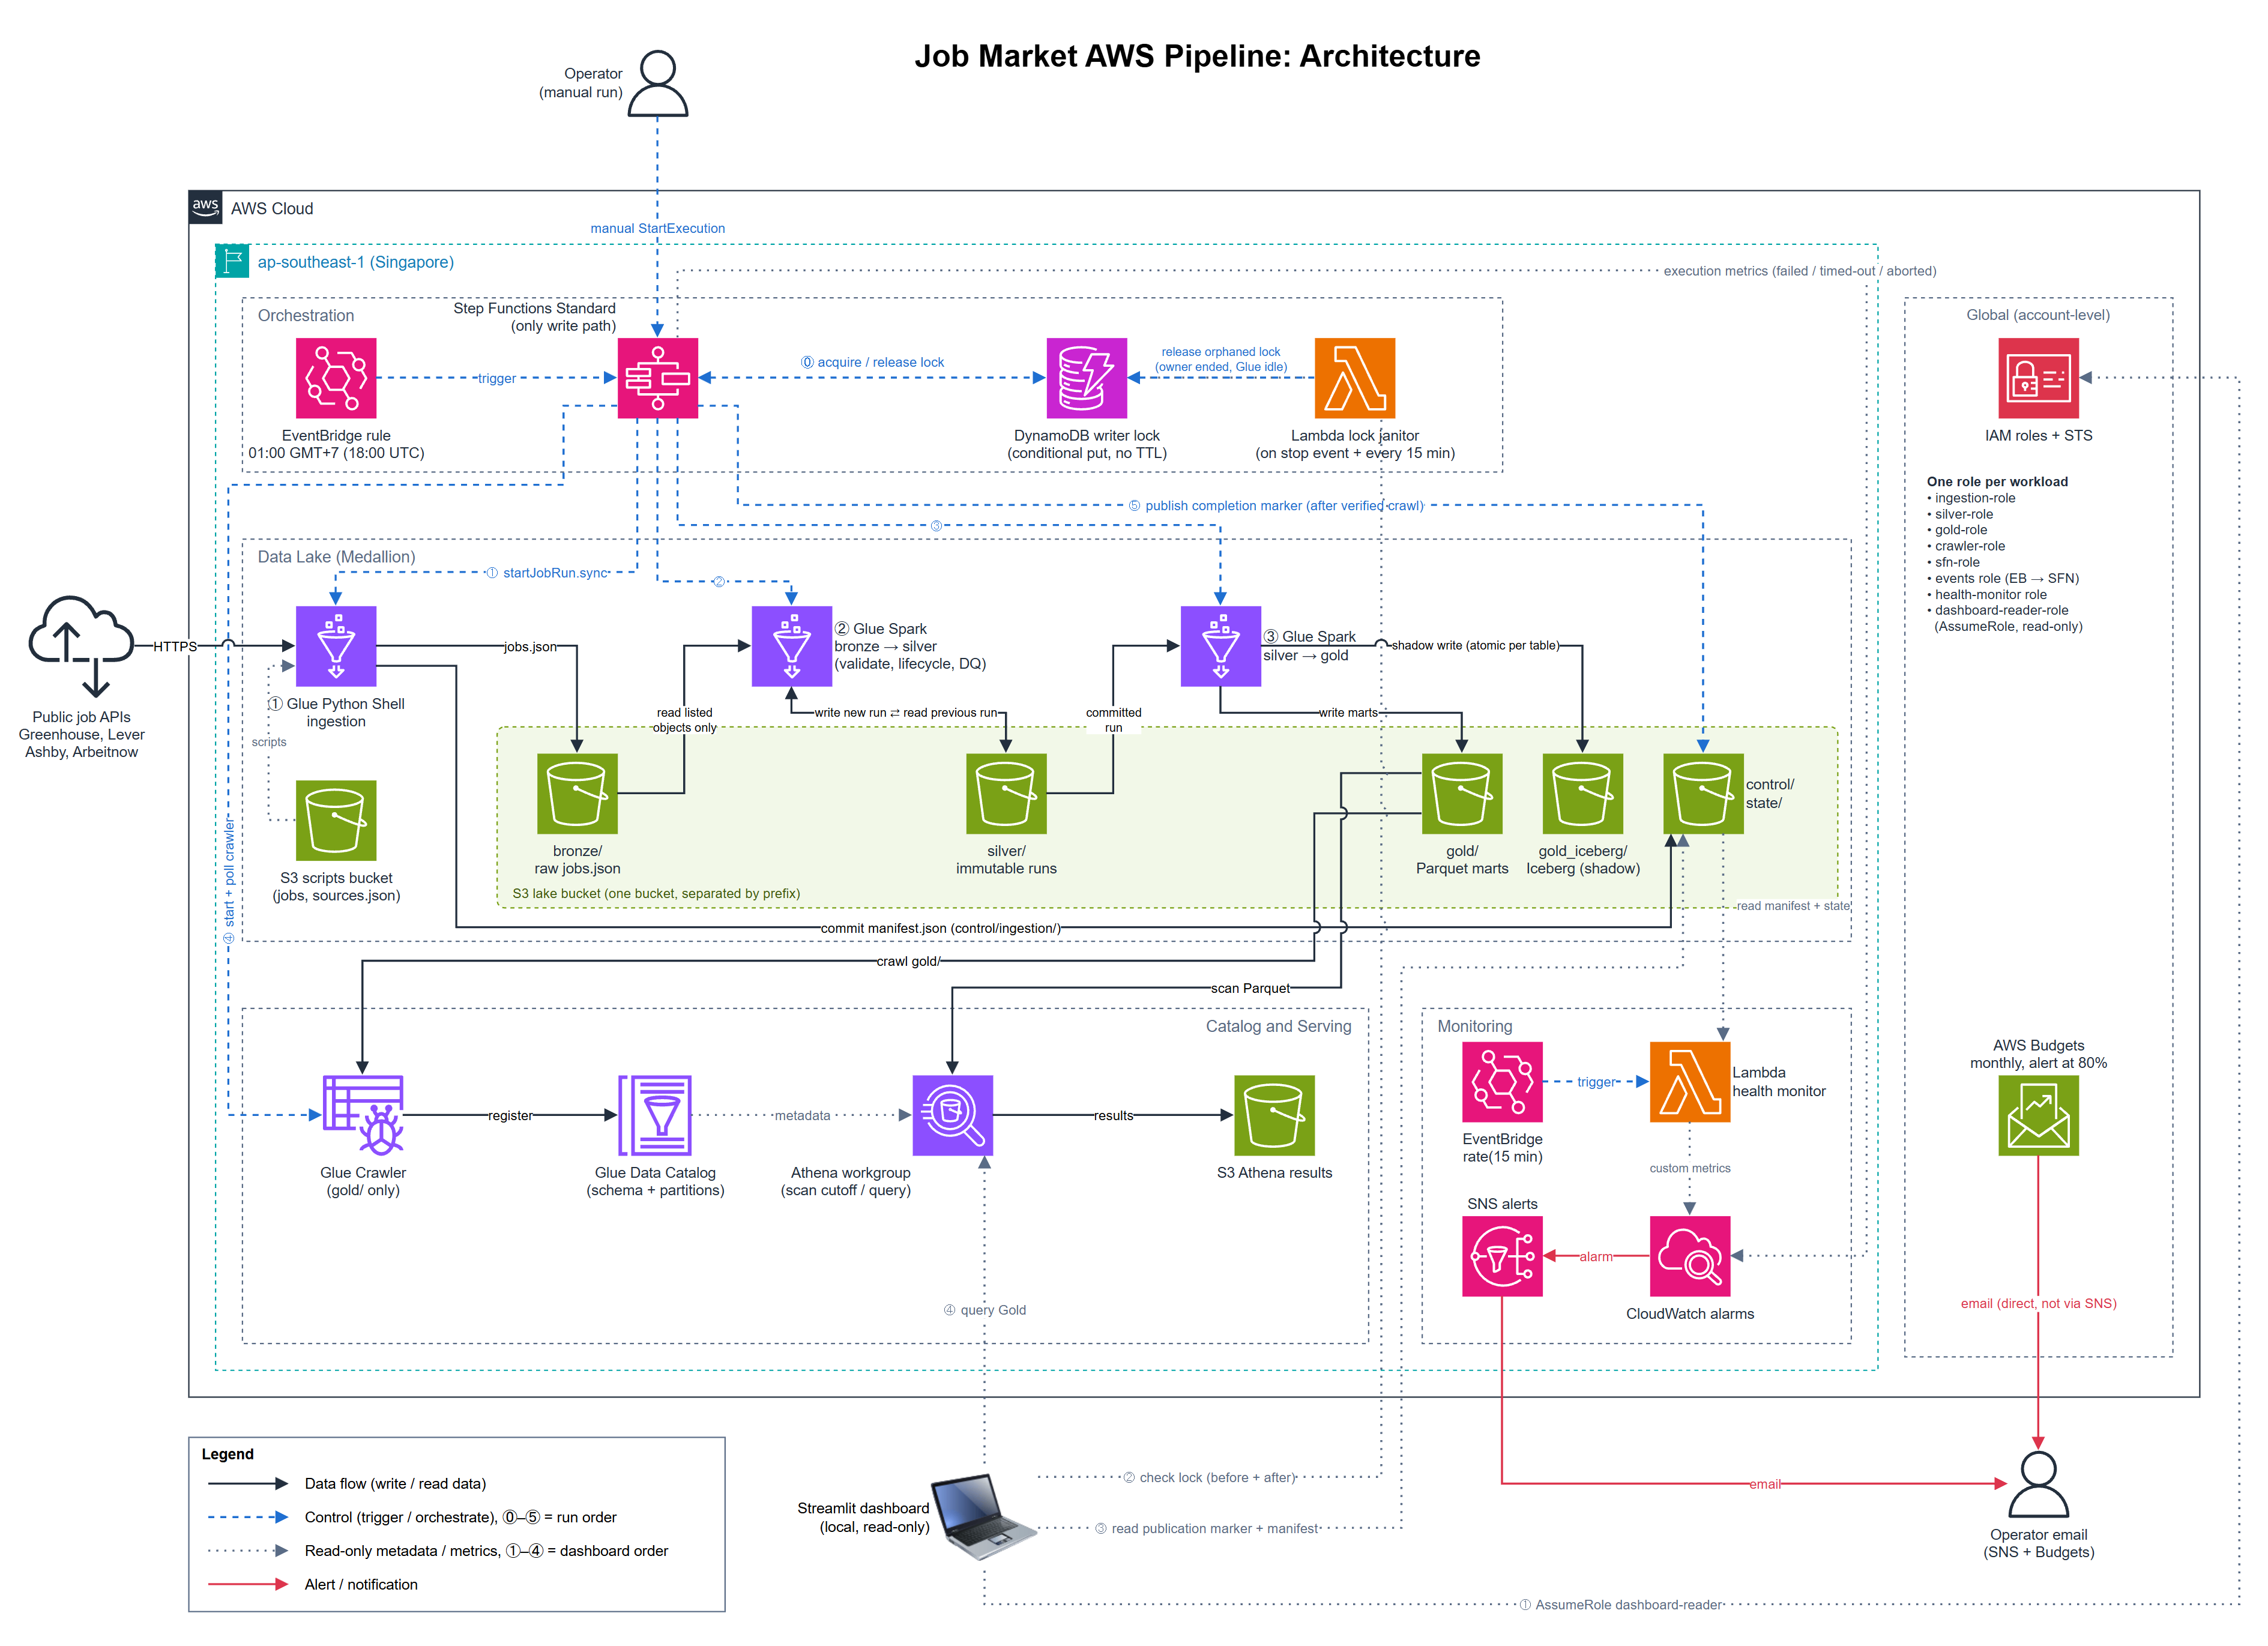 Job Market AWS Pipeline: Architecture
Operator
(manual run)
aws
AWS Cloud
manual StartExecution
ap-southeast-1 (Singapore)
execution metrics (failed / timed-out / aborted)
Orchestration
Step Functions Standard
(only write path)
trigger
⓪ acquire / release lock
release orphaned lock
(owner ended, Glue idle)
EventBridge rule
01:00 GMT+7 (18:00 UTC)
DynamoDB writer lock
(conditional put, no TTL)
Lambda lock janitor
(on stop event + every 15 min)
Global (account-level)
IAM roles + STS
One role per workload
• ingestion-role
• silver-role
• gold-role
• crawler-role
• sfn-role
• events role (EB → SFN)
• health-monitor role
• dashboard-reader-role
(AssumeRole, read-only)
⑤ publish completion marker (after verified crawl)
③
Data Lake (Medallion)
① startJobRun.sync
②
HTTPS
Public job APIs
Greenhouse, Lever
Ashby, Arbeitnow
① Glue Python Shell
ingestion
scripts
jobs.json
② Glue Spark
bronze → silver
(validate, lifecycle, DQ)
read listed
objects only
write new run ⇄ read previous run
committed
run
③ Glue Spark
silver → gold
shadow write (atomic per table)
write marts
S3 scripts bucket
(jobs, sources.json)
bronze/
raw jobs.json
silver/
immutable runs
gold/
Parquet marts
gold_iceberg/
Iceberg (shadow)
control/
state/
S3 lake bucket (one bucket, separated by prefix)
read manifest + state
④ start + poll crawler
commit manifest.json (control/ingestion/)
crawl gold/
scan Parquet
Catalog and Serving
Glue Crawler
(gold/ only)
register
Glue Data Catalog
(schema + partitions)
metadata
Athena workgroup
(scan cutoff / query)
results
S3 Athena results
④ query Gold
Monitoring
EventBridge
rate(15 min)
trigger
Lambda
health monitor
custom metrics
SNS alerts
alarm
CloudWatch alarms
AWS Budgets
monthly, alert at 80%
email (direct, not via SNS)
email
Operator email
(SNS + Budgets)
Legend
Data flow (write / read data)
Control (trigger / orchestrate), ⓪–⑤ = run order
Read-only metadata / metrics, ①–④ = dashboard order
Alert / notification
Streamlit dashboard
(local, read-only)
② check lock (before + after)
③ read publication marker + manifest
① AssumeRole dashboard-reader